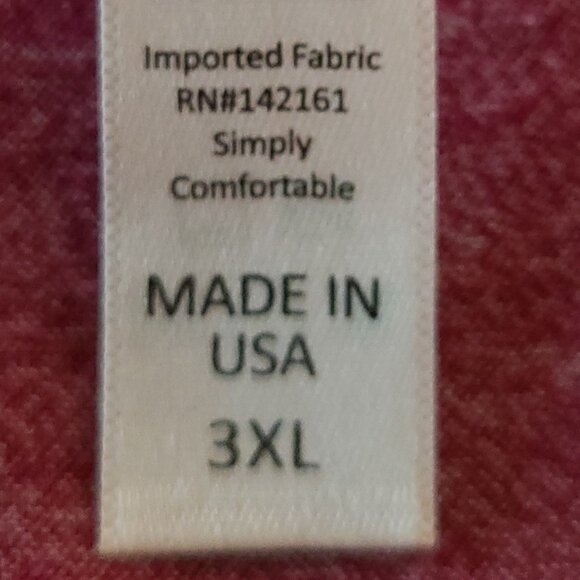 Imported Fabric
RN#142161
Simply
Comfortable
MADE IN
USA
3XL